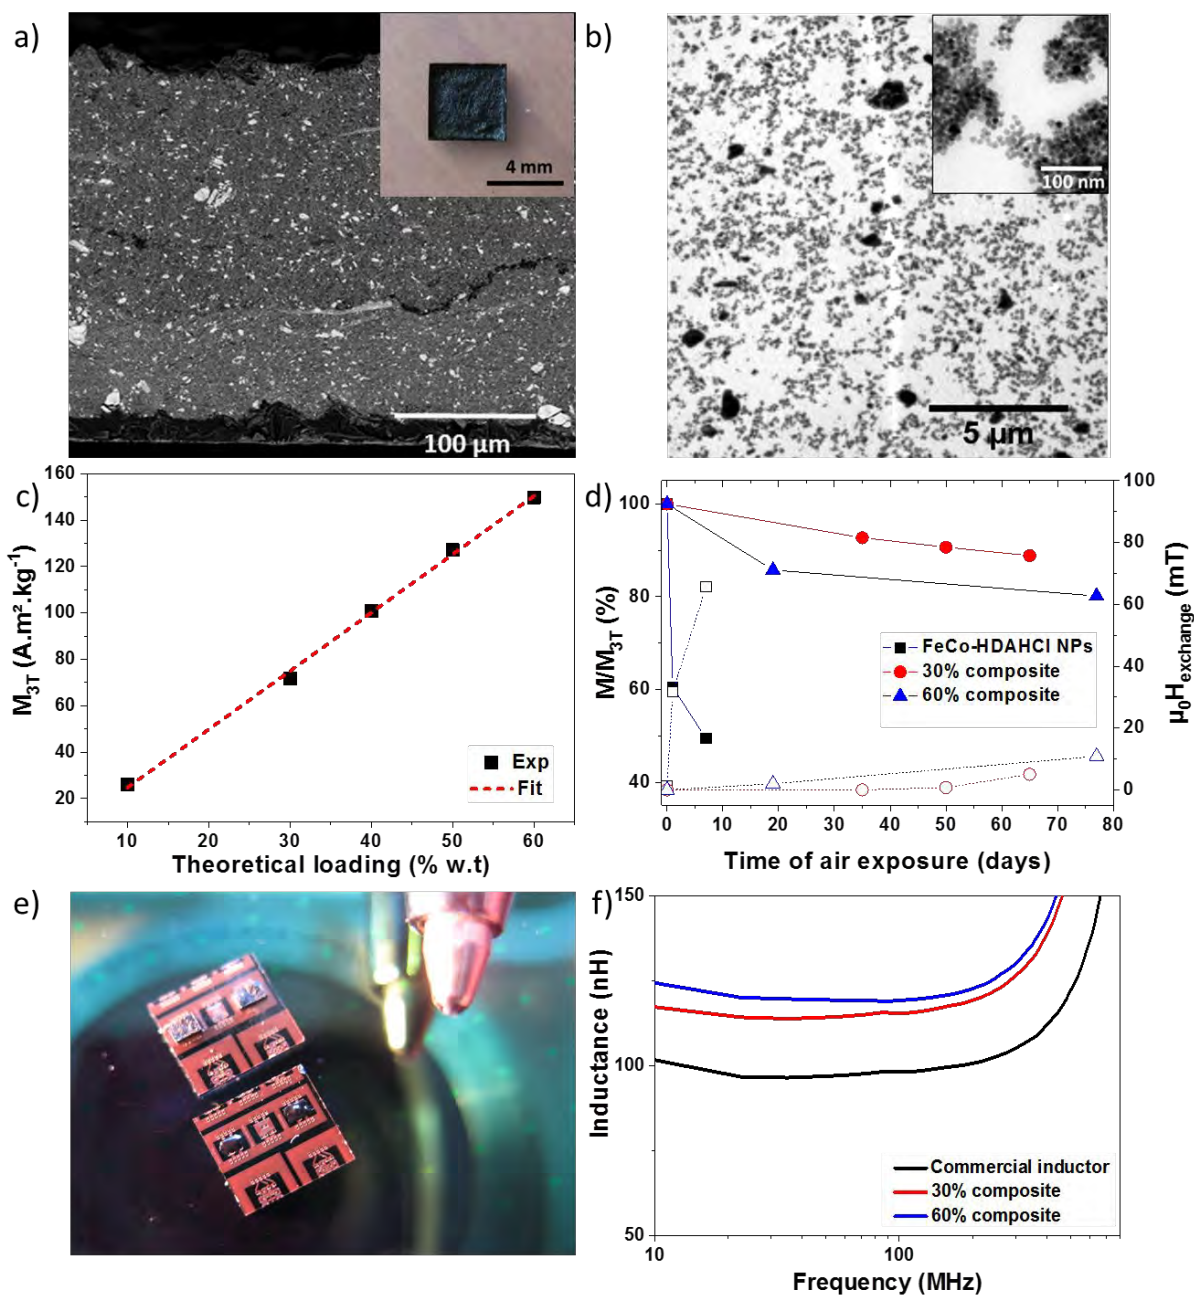 a)
4 mm
100 µm
b)
100 nm
5 µm
c)
160
140
120
100
80
60
40
20
M3T (A.m².kg-1)
10 20 30 40 50 60
Theoretical loading (% w.t)
Exp
Fit
d)
100
80
60
40
M/M3T (%)
100
80
60
40
20
0
µ0Hexchange (mT)
FeCo-HDAHCl NPs
30% composite
60% composite
0 10 20 30 40 50 60 70 80
Time of air exposure (days)
e)
f)
150
100
50
Inductance (nH)
Commercial inductor
30% composite
60% composite
10 100
Frequency (MHz)